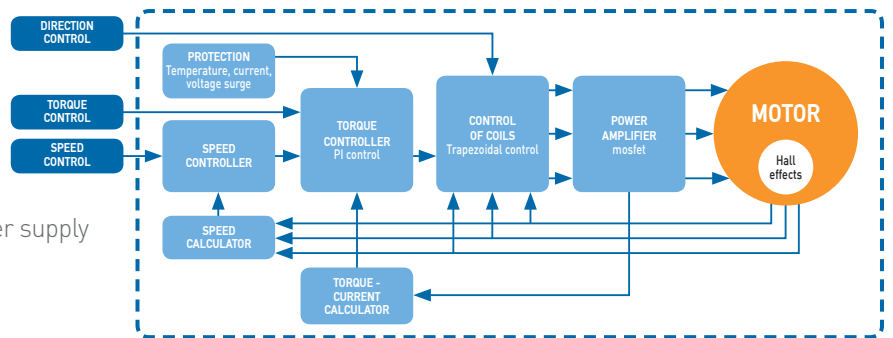 DIRECTION
CONTROL
PROTECTION
Temperature, current,
voltage surge
TORQUE
CONTROL
SPEED
CONTROL
SPEED
CONTROLLER
TORQUE
CONTROLLER
PI control
CONTROL
OF COILS
Trapezoidal control
POWER
AMPLIFIER
mosfet
MOTOR
Hall
effects
er supply
SPEED
CALCULATOR
TORQUE -
CURRENT
CALCULATOR